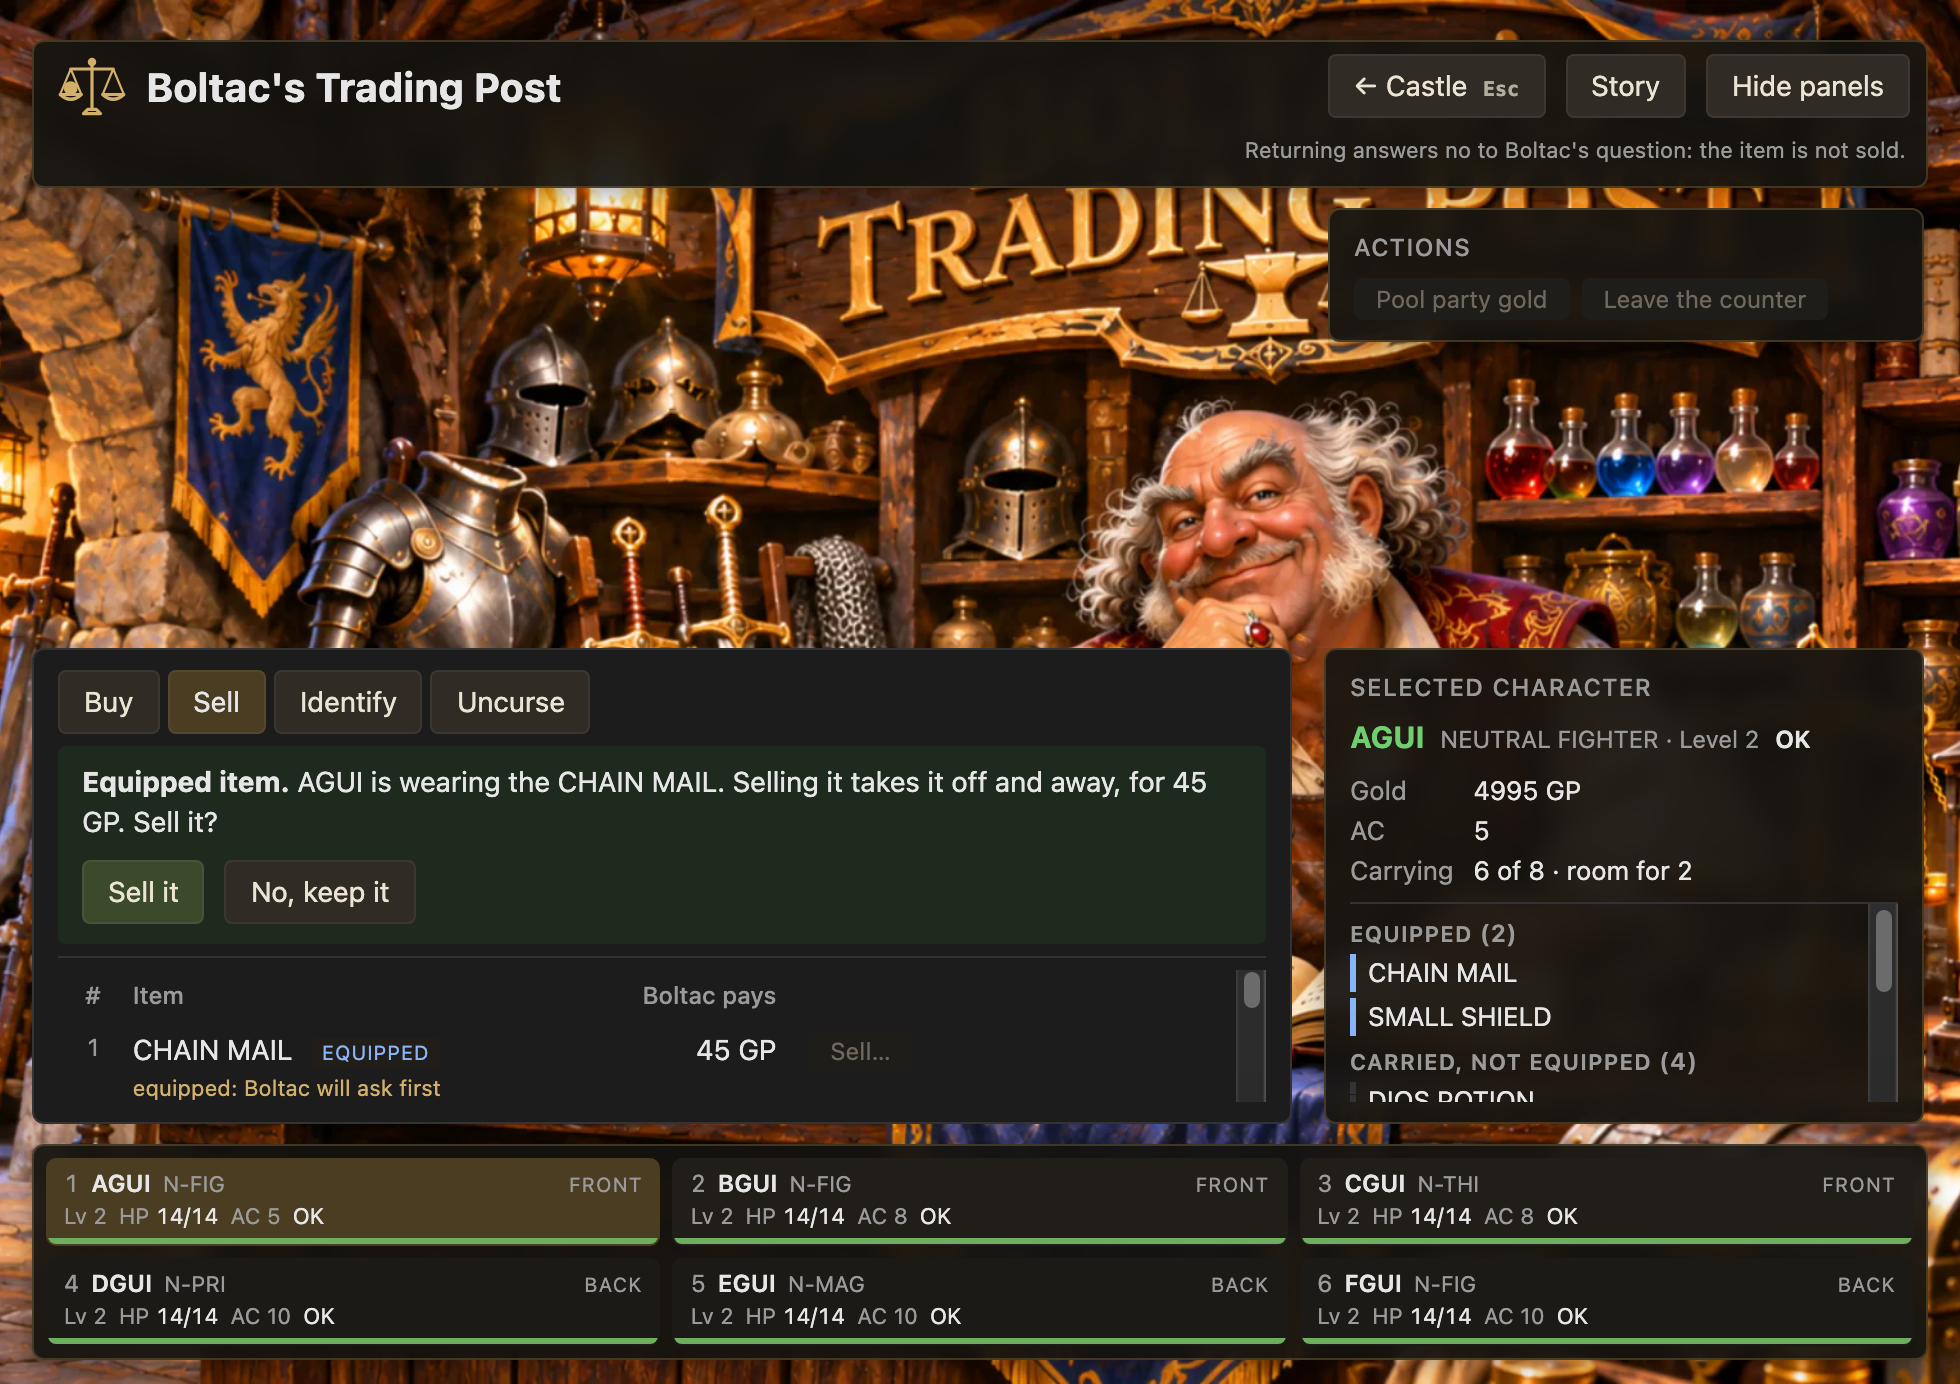 Boltac's Trading Post
← Castle Esc
Story
Hide panels
Returning answers no to Boltac's question: the item is not sold.
TRADING POST
ACTIONS
Pool party gold
Leave the counter
Buy
Sell
Identify
Uncurse
Equipped item. AGUI is wearing the CHAIN MAIL. Selling it takes it off and away, for 45
GP. Sell it?
Sell it
No, keep it
# Item Boltac pays
1 CHAIN MAIL EQUIPPED 45 GP Sell...
equipped: Boltac will ask first
SELECTED CHARACTER
AGUI NEUTRAL FIGHTER · Level 2 OK
Gold 4995 GP
AC 5
Carrying 6 of 8 · room for 2
EQUIPPED (2)
CHAIN MAIL
SMALL SHIELD
CARRIED, NOT EQUIPPED (4)
DIOS POTION
1 AGUI N-FIG FRONT
Lv 2 HP 14/14 AC 5 OK
2 BGUI N-FIG FRONT
Lv 2 HP 14/14 AC 8 OK
3 CGUI N-THI FRONT
Lv 2 HP 14/14 AC 8 OK
4 DGUI N-PRI BACK
Lv 2 HP 14/14 AC 10 OK
5 EGUI N-MAG BACK
Lv 2 HP 14/14 AC 10 OK
6 FGUI N-FIG BACK
Lv 2 HP 14/14 AC 10 OK